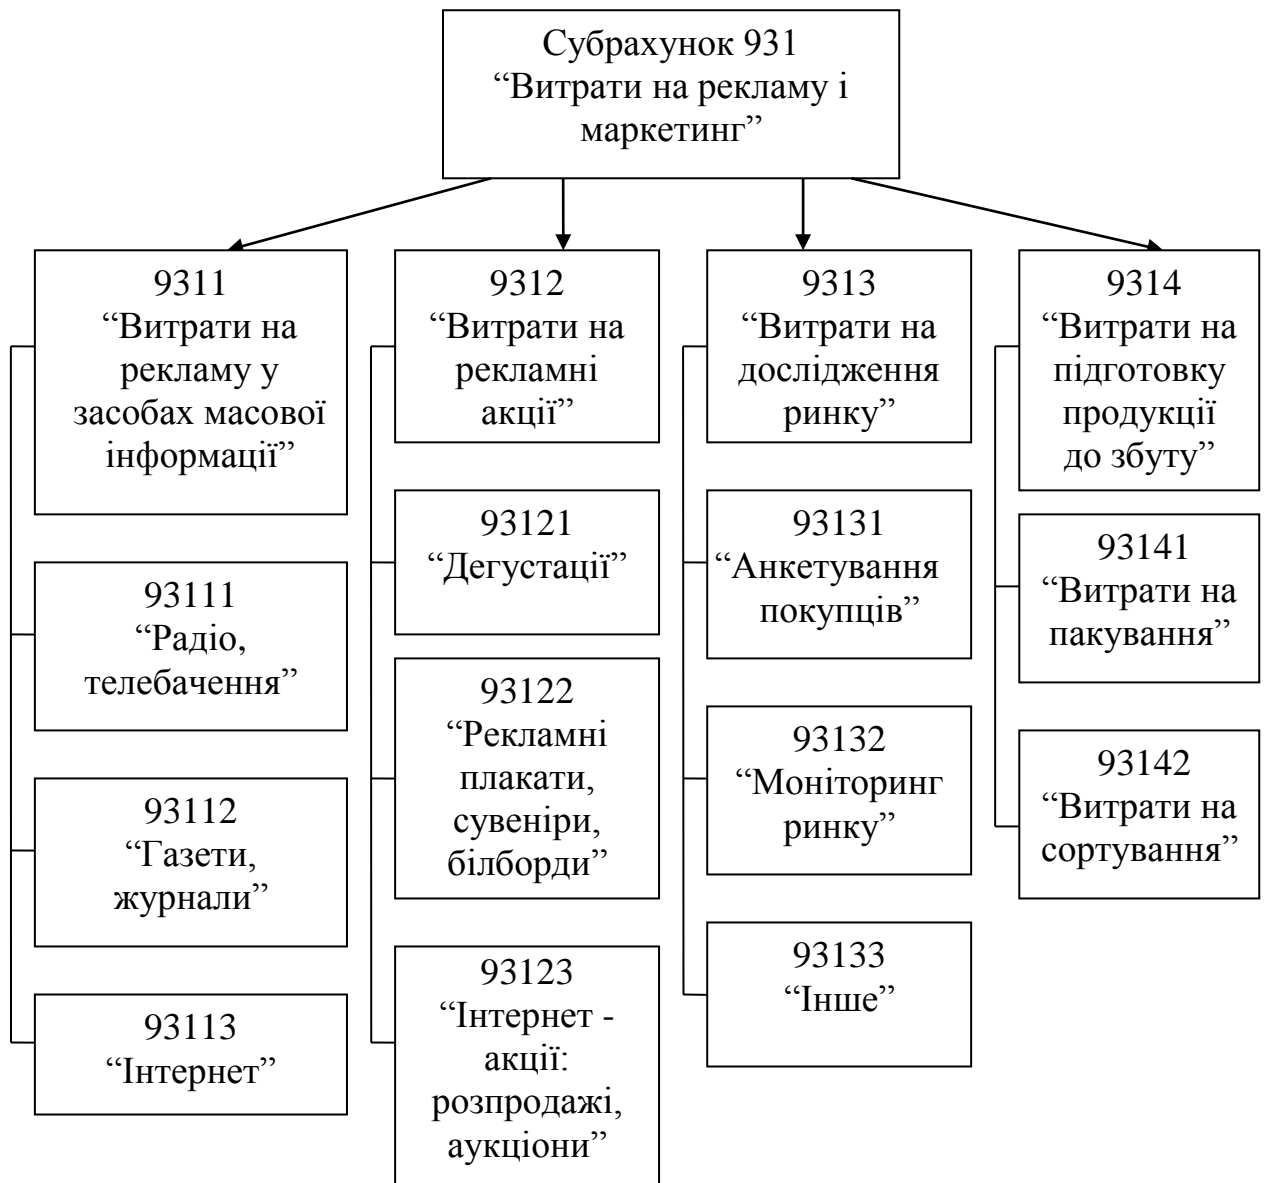 Субрахунок 931
“Витрати на рекламу і
маркетинг”
9311
“Витрати на
рекламу у
засобах масової
інформації”
93111
“Радіо,
телебачення”
93112
“Газети,
журнали”
93113
“Інтернет”
9312
“Витрати на
рекламні
акції”
93121
“Дегустації”
93122
“Рекламні
плакати,
сувеніри,
білборди”
93123
“Інтернет -
акції:
розпродажі,
аукціони”
9313
“Витрати на
дослідження
ринку”
93131
“Анкетування
покупців”
93132
“Моніторинг
ринку”
93133
“Інше”
9314
“Витрати на
підготовку
продукції
до збуту”
93141
“Витрати на
пакування”
93142
“Витрати на
сортування”